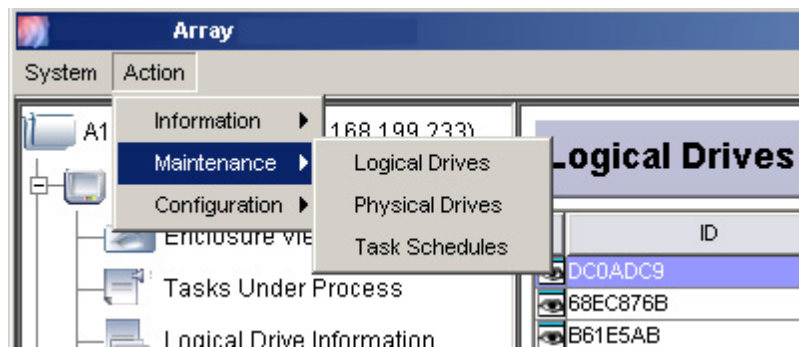 Array
System Action
Information
A1
168.199.233)
Maintenance
Logical Drives
Configuration
Physical Drives
Task Schedules
Logical Drives
ID
Enclosure Vie
DC0ADC9
Tasks Under Process
68EC876B
Logical Drive Information
B61E5AB